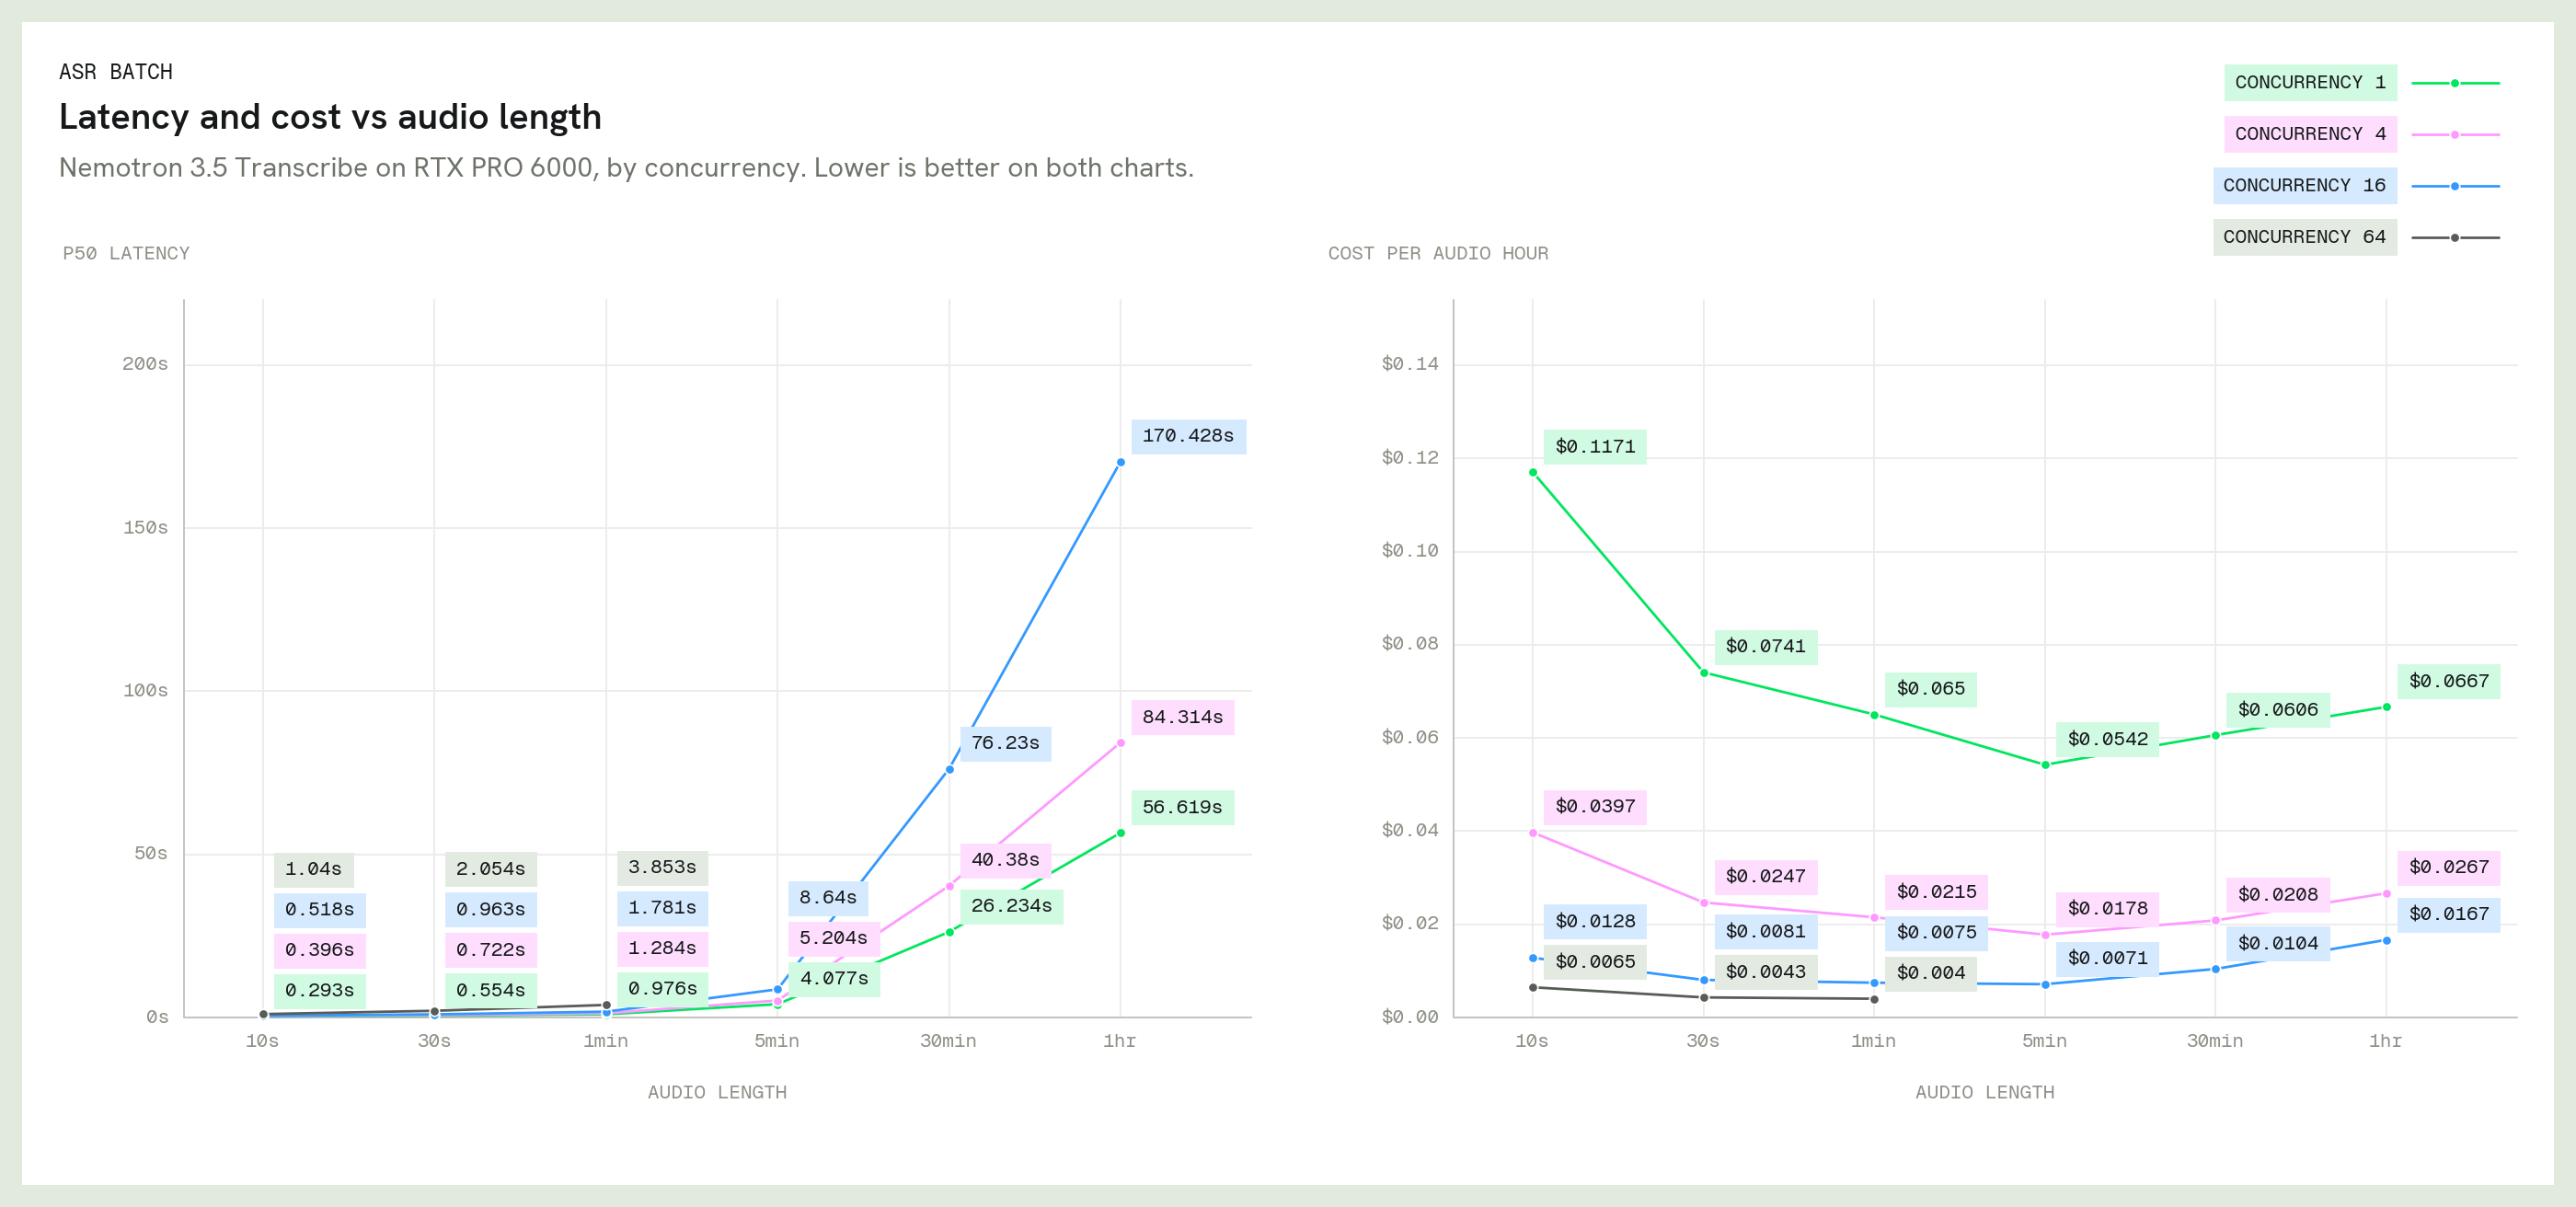 ASR BATCH
Latency and cost vs audio length
Nemotron 3.5 Transcribe on RTX PRO 6000, by concurrency. Lower is better on both charts.
CONCURRENCY 1
CONCURRENCY 4
CONCURRENCY 16
CONCURRENCY 64
P50 LATENCY
200s
150s
100s
50s
0s
170.428s
84.314s
76.23s
56.619s
40.38s
26.234s
1.04s
0.518s
0.396s
0.293s
2.054s
0.963s
0.722s
0.554s
3.853s
1.781s
1.284s
0.976s
8.64s
5.204s
4.077s
10s
30s
1min
5min
30min
1hr
AUDIO LENGTH
COST PER AUDIO HOUR
$0.14
$0.12
$0.10
$0.08
$0.06
$0.04
$0.02
$0.00
$0.1171
$0.0741
$0.065
$0.0542
$0.0606
$0.0667
$0.0397
$0.0247
$0.0215
$0.0178
$0.0208
$0.0267
$0.0128
$0.0081
$0.0075
$0.0071
$0.0104
$0.0167
$0.0065
$0.0043
$0.004
10s
30s
1min
5min
30min
1hr
AUDIO LENGTH